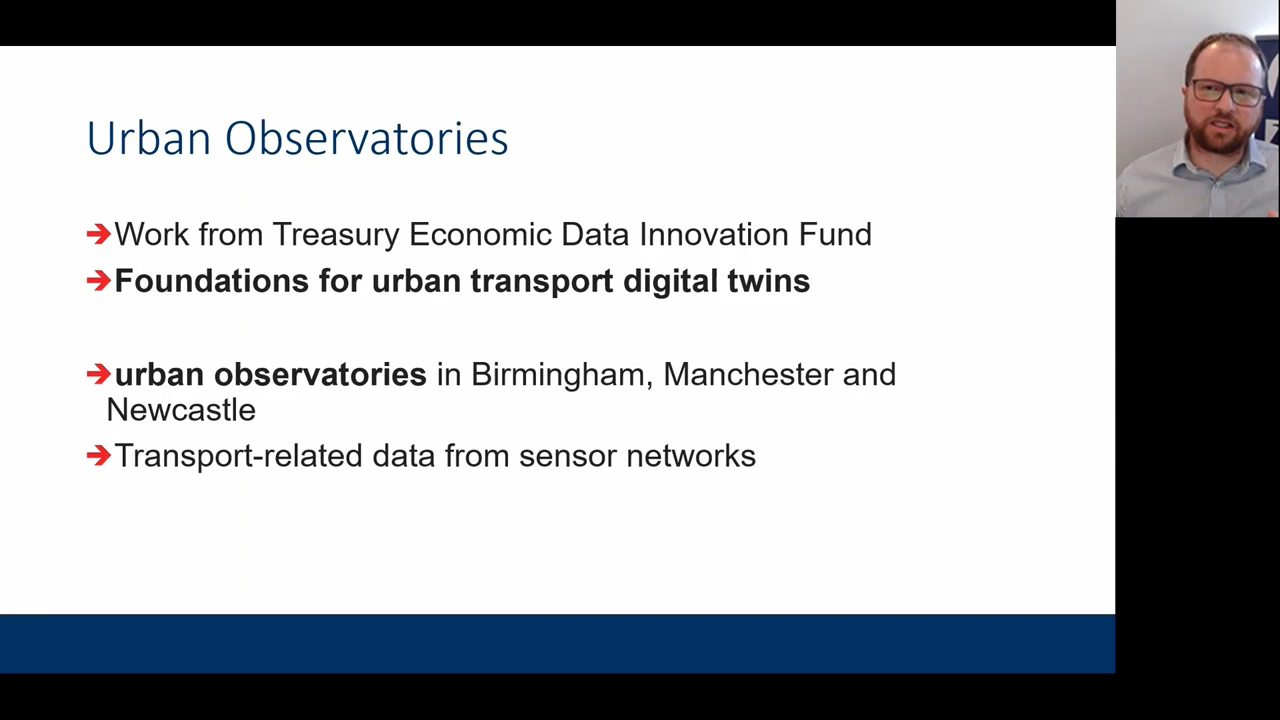 Urban Observatories
➔Work from Treasury Economic Data Innovation Fund
➔Foundations for urban transport digital twins
➔urban observatories in Birmingham, Manchester and
Newcastle
➔Transport-related data from sensor networks